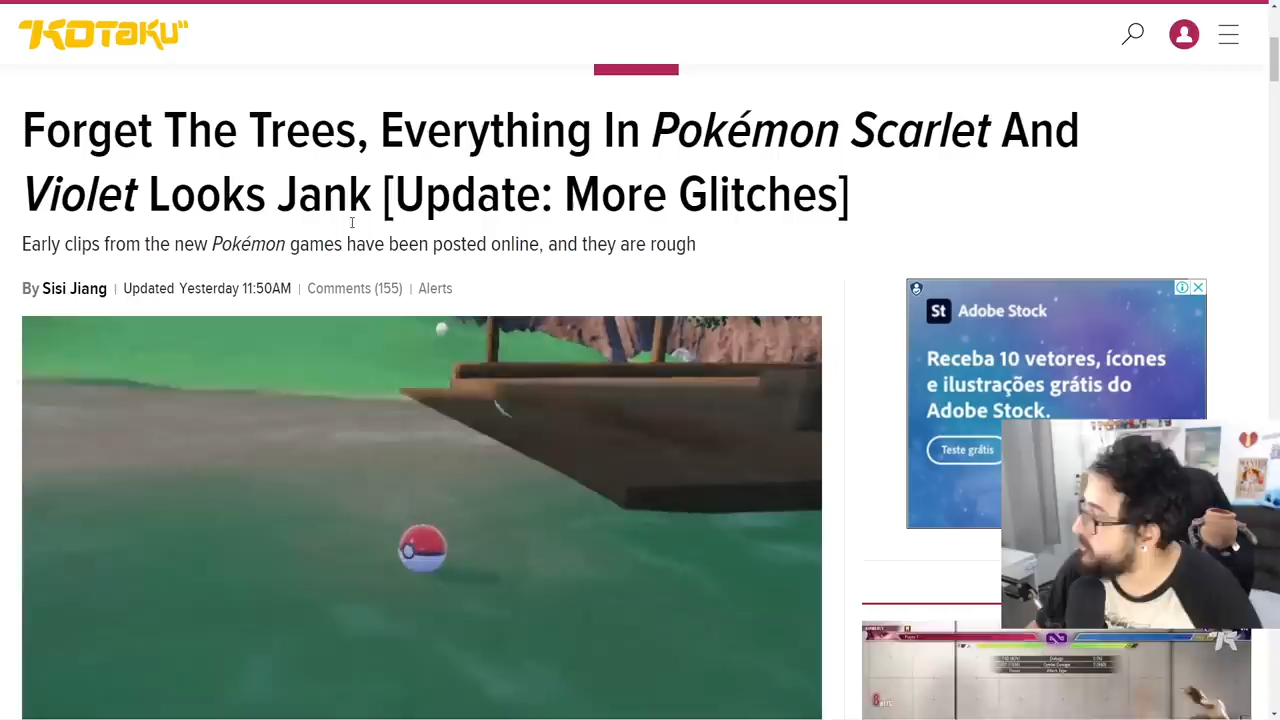 KOTAKU
Forget The Trees, Everything In Pokémon Scarlet And
Violet Looks Jank [Update: More Glitches]
Early clips from the new Pokémon games have been posted online, and they are rough
By Sisi Jiang | Updated Yesterday 11:50AM | Comments (155) | Alerts
St Adobe Stock
Receba 10 vetores, ícones
e ilustrações grátis do
Adobe Stock.
Teste grátis